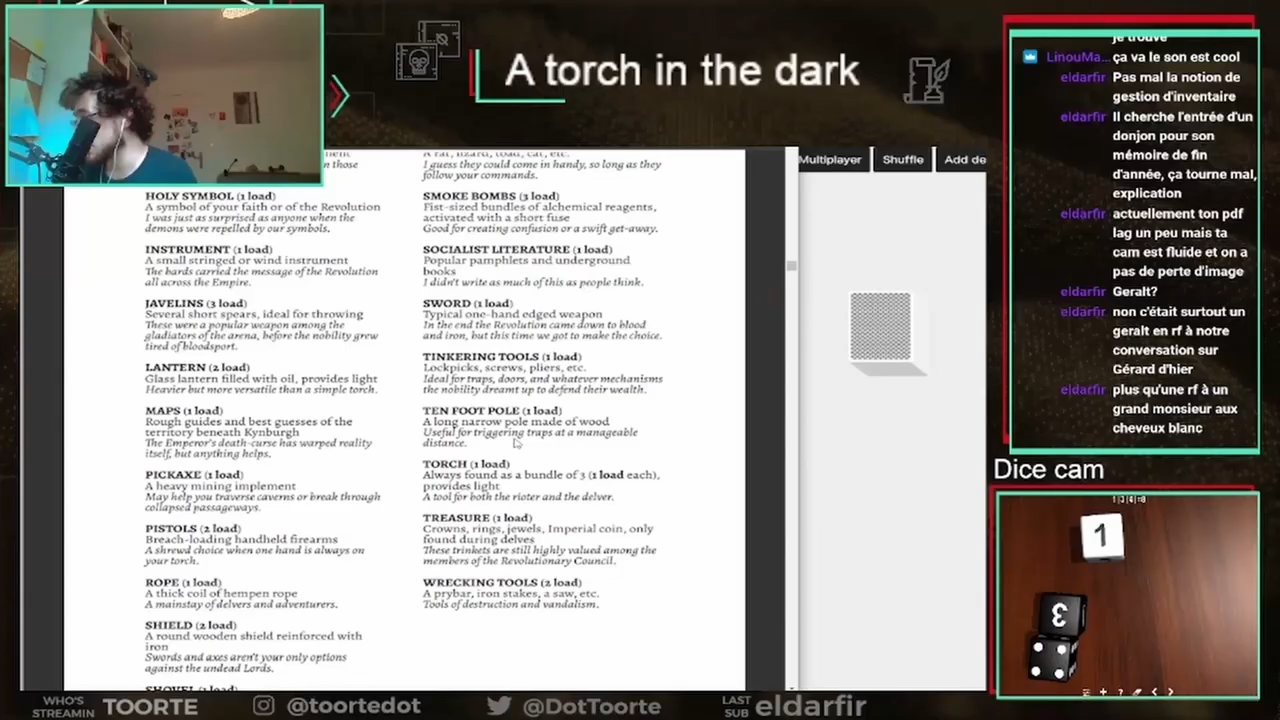 A torch in the dark
A rat, lizard, toad, cat, etc.
I guess they could come in handy, so long as they
follow your commands.
HOLY SYMBOL (1 load)
A symbol of your faith or of the Revolution
I was just as surprised as anyone when the
demons were repelled by our symbols.
INSTRUMENT (1 load)
A small stringed or wind instrument
The bards carried the message of the Revolution
all across the Empire.
JAVELINS (3 load)
Several short spears, ideal for throwing
These were a popular weapon among the
gladiators of the arena, before the nobility grew
tired of bloodsport.
LANTERN (2 load)
Glass lantern filled with oil, provides light
Heavier but more versatile than a simple torch.
MAPS (1 load)
Rough guides and best guesses of the
territory beneath Kynburgh
The Emperor's death-curse has warped reality
itself, but anything helps.
PICKAXE (1 load)
A heavy mining implement
May help you traverse caverns or break through
collapsed passageways.
PISTOLS (2 load)
Breach-loading handheld firearms
A shrewd choice when one hand is always on
your torch.
ROPE (1 load)
A thick coil of hempen rope
A mainstay of delvers and adventurers.
SHIELD (2 load)
A round wooden shield reinforced with
iron
Swords and axes aren't your only options
against the undead Lords.
SHOVEL (1 load)
SMOKE BOMBS (3 load)
Fist-sized bundles of alchemical reagents,
activated with a short fuse
Good for creating confusion or a swift get-away.
SOCIALIST LITERATURE (1 load)
Popular pamphlets and underground
books
I didn't write as much of this as people think.
SWORD (1 load)
Typical one-hand edged weapon
In the end the Revolution came down to blood
and iron, but this time we got to make the choice.
TINKERING TOOLS (1 load)
Lockpicks, screws, pliers, etc.
Ideal for traps, doors, and whatever mechanisms
the nobility dreamt up to defend their wealth.
TEN FOOT POLE (1 load)
A long narrow pole made of wood
Useful for triggering traps at a manageable
distance.
TORCH (1 load)
Always found as a bundle of 3 (1 load each),
provides light
A tool for both the rioter and the delver.
TREASURE (1 load)
Crowns, rings, jewels, Imperial coin, only
found during delves
These trinkets are still highly valued among the
members of the Revolutionary Council.
WRECKING TOOLS (2 load)
A prybar, iron stakes, a saw, etc.
Tools of destruction and vandalism.
Multiplayer Shuffle Add de
je trouve
LinouMa... ça va le son est cool
eldarfir Pas mal la notion de
gestion d'inventaire
eldarfir Il cherche l'entrée d'un
donjon pour son
mémoire de fin
d'année, ça tourne mal,
explication
eldarfir actuellement ton pdf
lag un peu mais ta
cam est fluide et on a
pas de perte d'image
eldarfir Geralt?
eldarfir non c'était surtout un
geralt en rf à notre
conversation sur
Gérard d'hier
eldarfir plus qu'une rf à un
grand monsieur aux
cheveux blanc
Dice cam
1
3
WHO'S
STREAMIN TOORTE
@toortedot
@DotToorte
LAST
SUB eldarfir